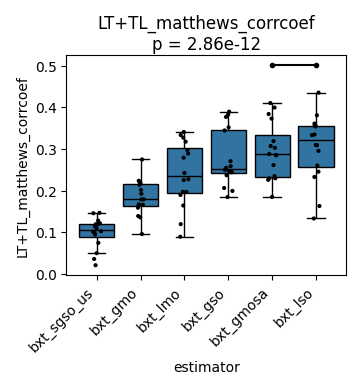 LT+TL_matthews_corrcoef
p = 2.86e-12
LT+TL_matthews_corrcoef
0.5
0.4
0.3
0.2
0.1
0.0
bxt_sgso_us
bxt_gmo
bxt_lmo
bxt_gso
bxt_gmosa
bxt_lso
estimator